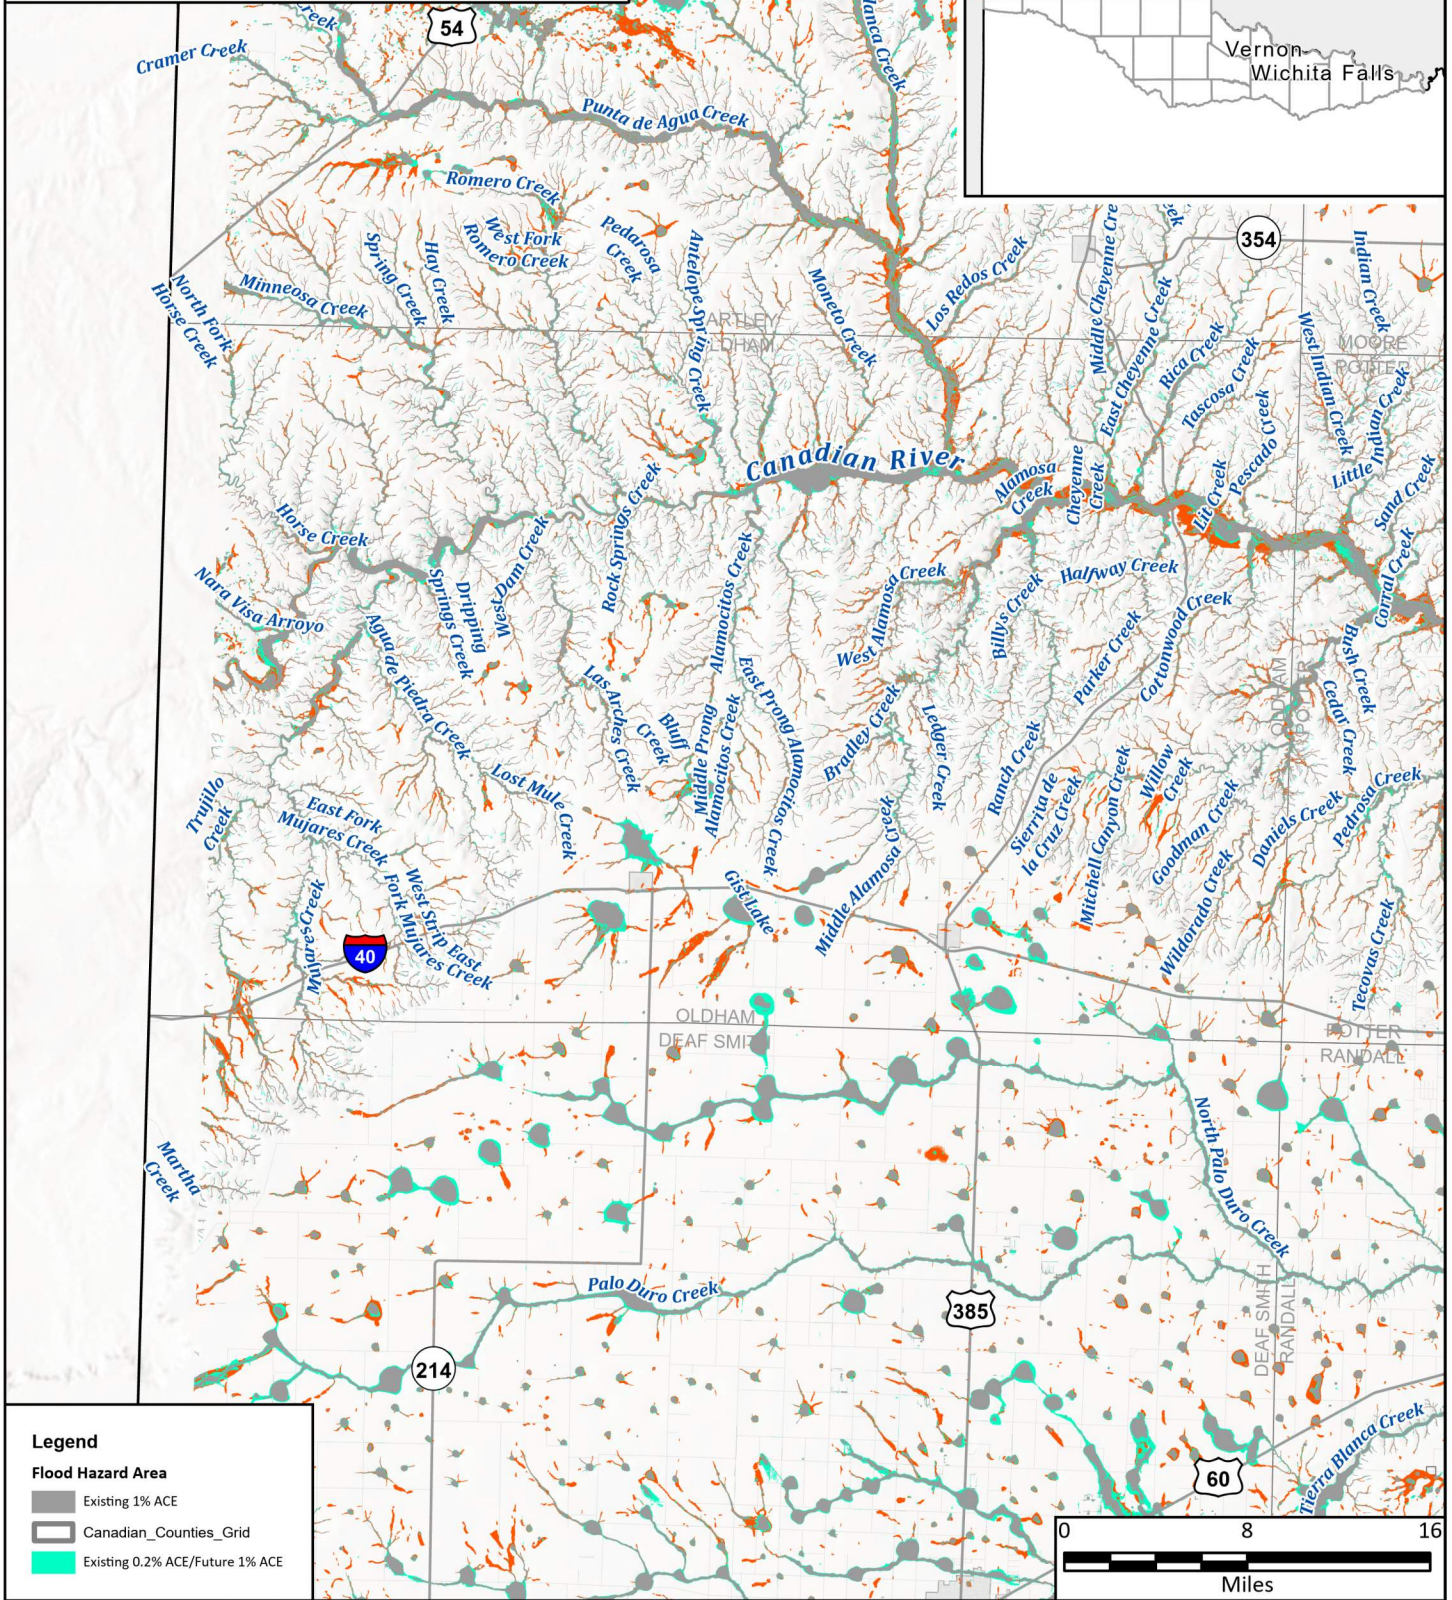 Creek
54
Cramer Creek
lanca Creek
Punta de Agua Creek
Vernon
Wichita Falls
Romero Creek
West Fork
Romero Creek
Pedarosa
Creek
Spring Creek
Hay Creek
Antelope Spring Creek
Moneto Creek
Los Redos Creek
Middle Cheyenne Cre
eek
354
Indian Creek
North Fork
Horse Creek
Minneosa Creek
ARTLEY
LDHAM
East Cheyenne Creek
Rica Creek
Tascosa Creek
West Indian Creek
MOORE
POTTER
Little Indian Creek
Canadian River
Alamosa
Creek
Cheyenne
Creek
Lit Creek
Pescado Creek
Sand Creek
Horse Creek
Rock Springs Creek
West Dam Creek
Dripping
Springs Creek
Alamocitos Creek
West Alamosa Creek
Halfway Creek
Corral Creek
Nara Visa Arroyo
Agua de Piedra Creek
Billys Creek
Parker Creek
Cottonwood Creek
Las Arches Creek
Bluff
Creek
Middle Prong
Alamocitos Creek
East Prong Alamocitos Creek
Bradley Creek
Ledger Creek
Ranch Creek
OLDHAM
POTTER
Brsh Creek
Cedar Creek
Lost Mule Creek
Trujillo
Creek
East Fork
Mujares Creek
Sierrita de
la Cruz Creek
Mitchell Canyon Creek
Willow
Creek
Goodman Creek
Daniels Creek
Pedrosa Creek
Mujares Creek
West Strip East
Fork Mujares Creek
40
Gist Lake
Middle Alamosa Creek
Wildorado Creek
Tecovas Creek
OLDHAM
DEAF SMITH
POTTER
RANDALL
Martha
Creek
North Palo Duro Creek
Palo Duro Creek
385
DEAF SMITH
RANDALL
214
60
Tierra Blanca Creek
Legend
Flood Hazard Area
Existing 1% ACE
Canadian_Counties_Grid
Existing 0.2% ACE/Future 1% ACE
0 8 16
Miles